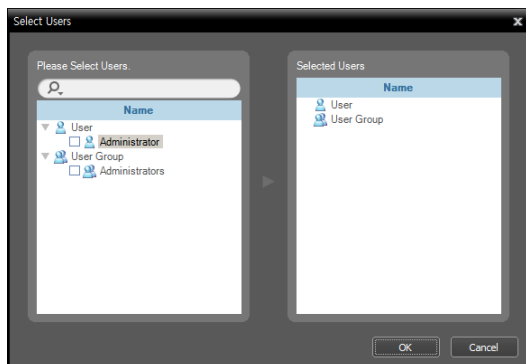 Select Users
Please Select Users.
Name
User
Administrator
User Group
Administrators
Selected Users
Name
User
User Group
OK
Cancel